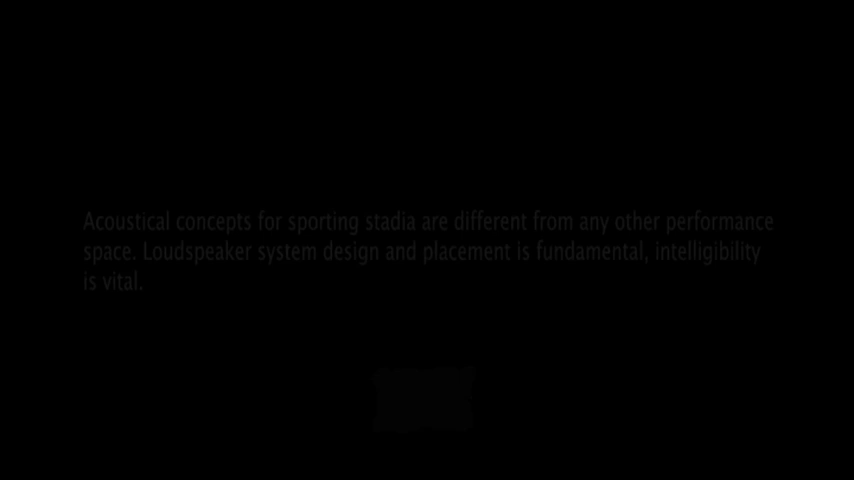 Acoustical concepts for sporting stadia are different from any other performance
space. Loudspeaker system design and placement is fundamental, intelligibility
is vital.